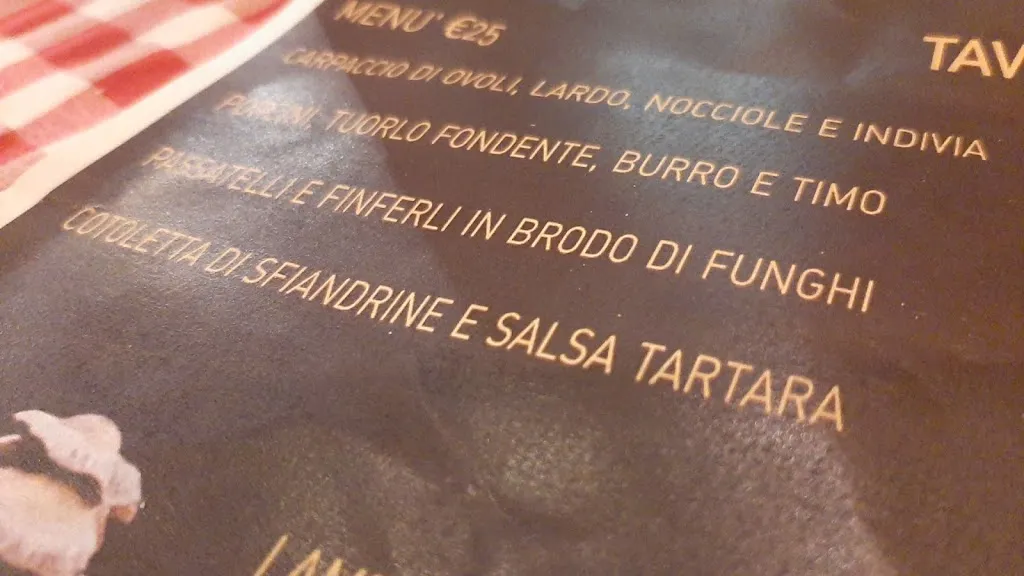 MENU' €25
TAV
CARPACCIO DI OVOLI, LARDO, NOCCIOLE E INDIVIA
PORCINI, TUORLO FONDENTE, BURRO E TIMO
PASSATELLI E FINFERLI IN BRODO DI FUNGHI
COTOLETTA DI SFIANDRINE E SALSA TARTARA